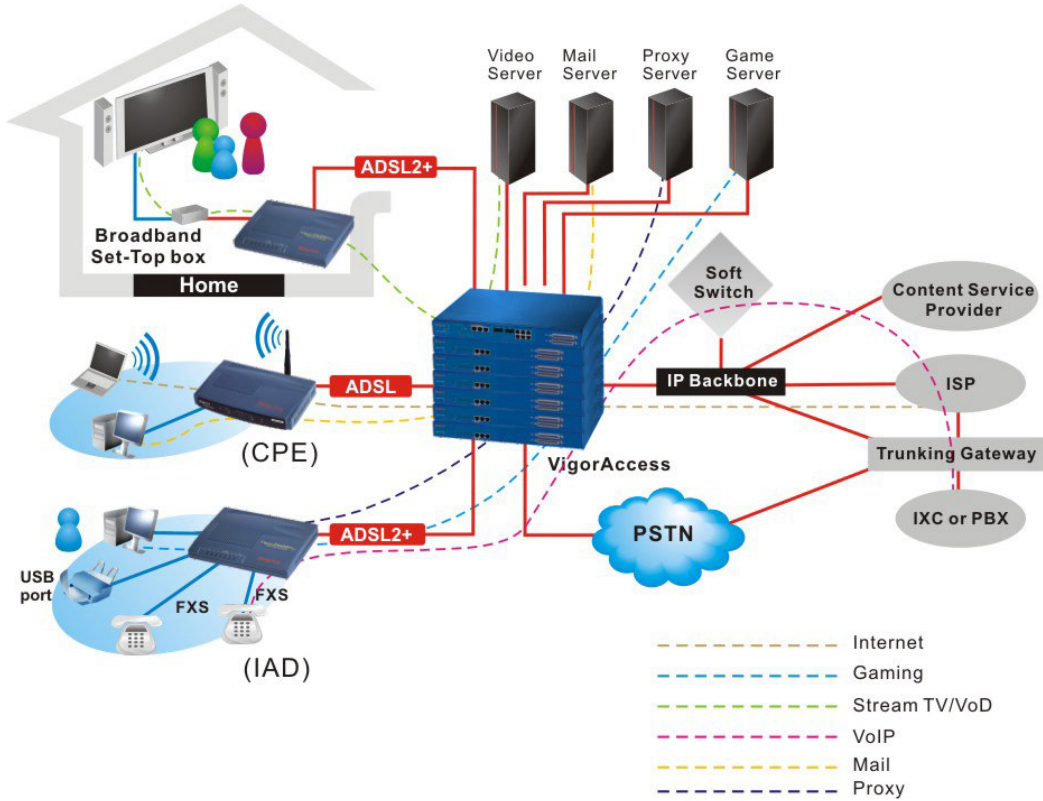 Video
Server
Mail
Server
Proxy
Server
Game
Server
ADSL2+
Broadband
Set-Top box
Home
Soft
Switch
Content Service
Provider
ADSL
IP Backbone
ISP
(CPE)
VigorAccess
Trunking Gateway
ADSL2+
PSTN
IXC or PBX
USB
port
FXS
FXS
(IAD)
Internet
Gaming
Stream TV/VoD
VoIP
Mail
Proxy